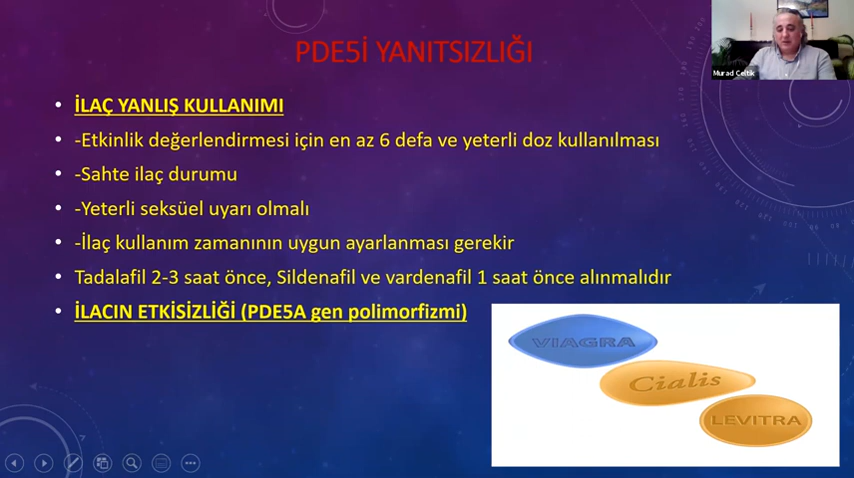 PDE5İ YANITSIZLIĞI
Murad Çeltik
• İLAÇ YANLIŞ KULLANIMI
• -Etkinlik değerlendirmesi için en az 6 defa ve yeterli doz kullanılması
• -Sahte ilaç durumu
• -Yeterli seksüel uyarı olmalı
• -İlaç kullanım zamanının uygun ayarlanması gerekir
• Tadalafil 2-3 saat önce, Sildenafil ve vardenafil 1 saat önce alınmalıdır
• İLACIN ETKİSİZLİĞİ (PDE5A gen polimorfizmi)
VIAGRA
Cialis
LEVITRA
7